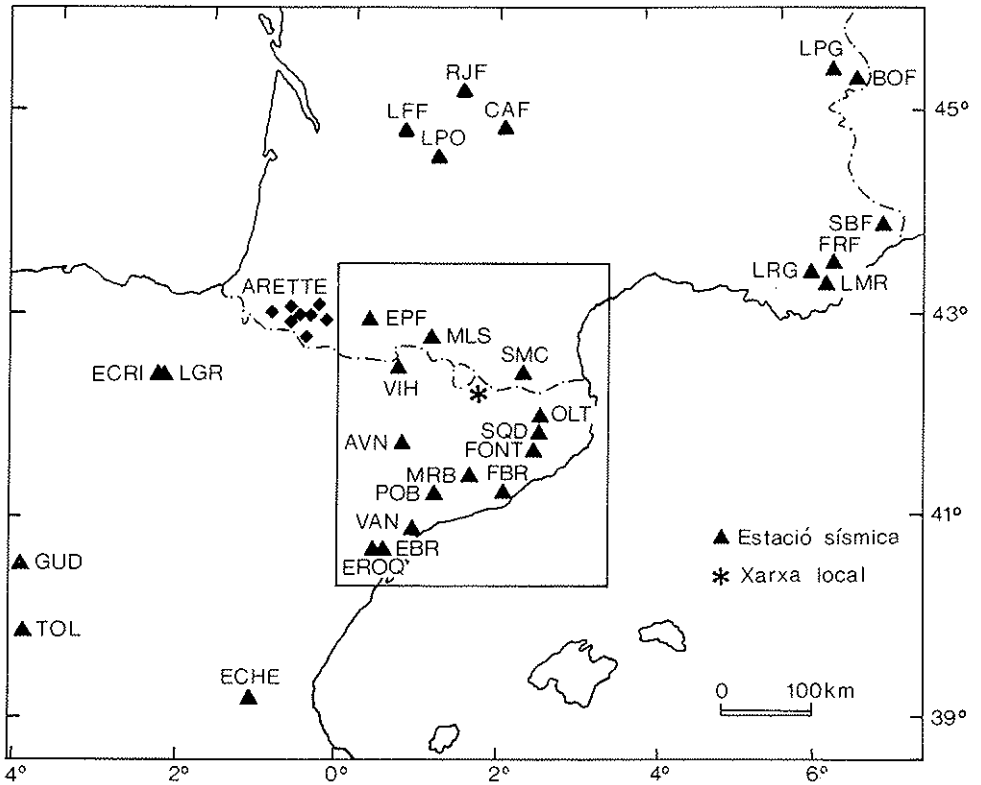 LPG
BOF
RJF
45°
LFF
CAF
LPO
SBF
FRF
LRG
LMR
ARETTE
43°
EPF
MLS
SMC
ECRI
LGR
VIH
OLT
SQD
AVN
FONT
MRB
FBR
POB
41°
VAN
Estació sísmica
EBR
EROQ
GUD
Xarxa local
TOL
ECHE
0 100km
39°
4° 2° 0° 2° 4° 6°